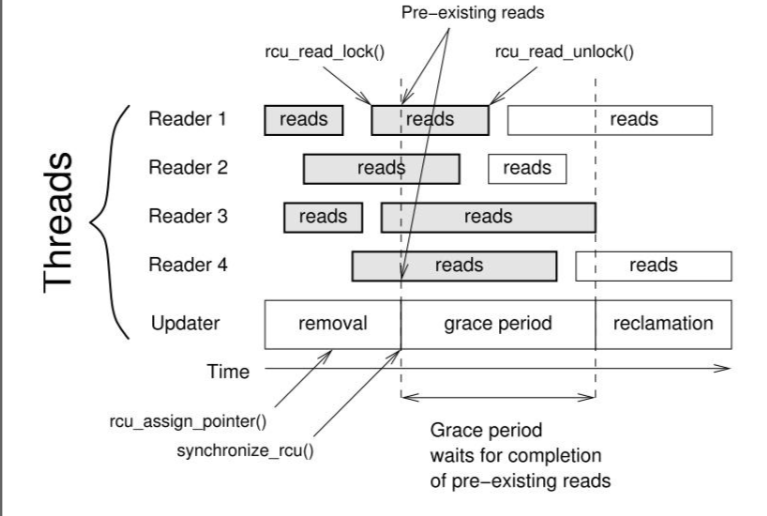 Pre−existing reads
rcu_read_lock()
rcu_read_unlock()
Threads
Reader 1
reads
reads
reads
Reader 2
reads
reads
Reader 3
reads
reads
Reader 4
reads
reads
Updater
removal
grace period
reclamation
Time
rcu_assign_pointer()
synchronize_rcu()
Grace period
waits for completion
of pre−existing reads